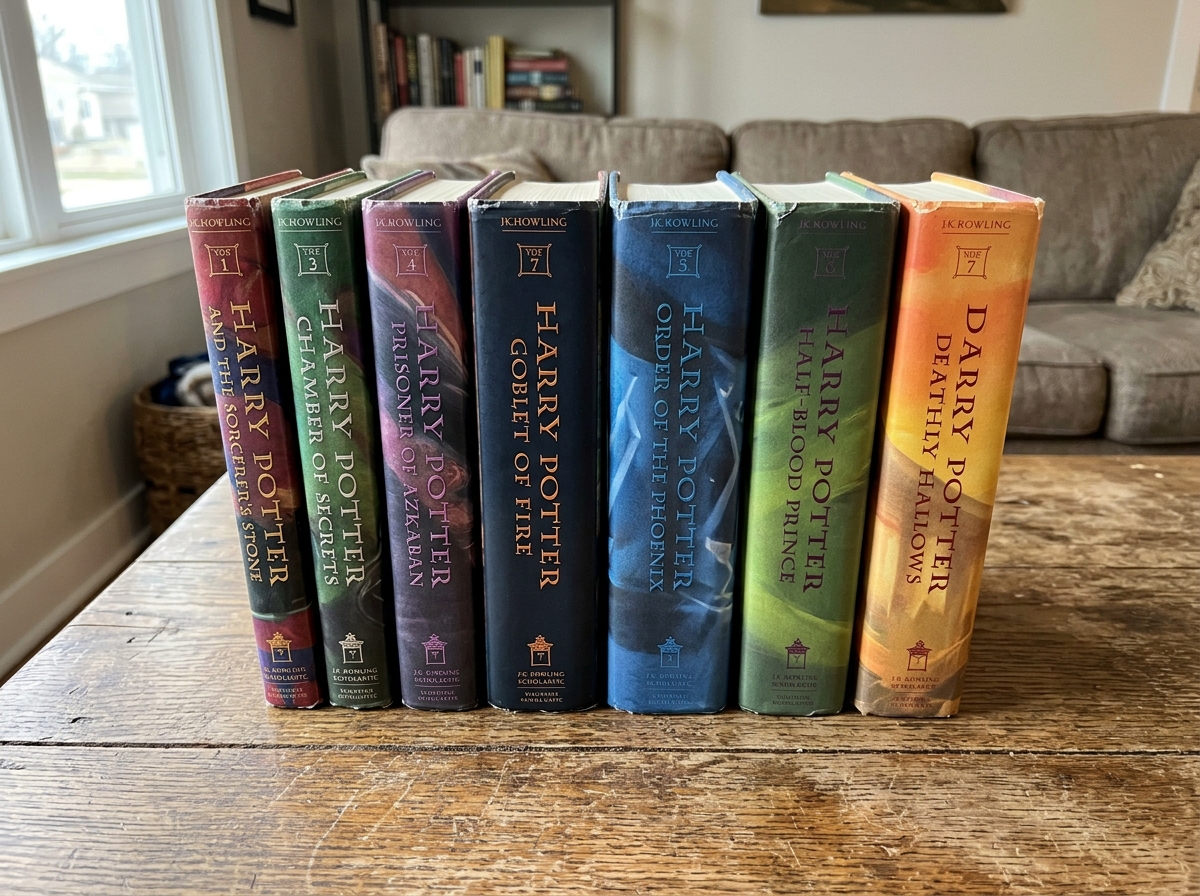 J.K.ROWLING
YOS
1
HARRY POTTER
AND THE SORCERER'S STONE
J.K.ROWLING
YRE
3
HARRY POTTER
CHAMBER OF SECRETS
J.K.ROWLING
YOE
4
HARRY POTTER
PRISONER OF AZKABAN
J.K.ROWLING
YOE
7
HARRY POTTER
GOBLET OF FIRE
J.K.ROWLING
YOE
5
HARRY POTTER
ORDER OF THE PHOENIX
J.K.ROWLING
HARRY POTTER
HALF-BLOOD PRINCE
J.K.ROWLING
NDE
7
DARRY POTTER
DEATHLY HALLOWS